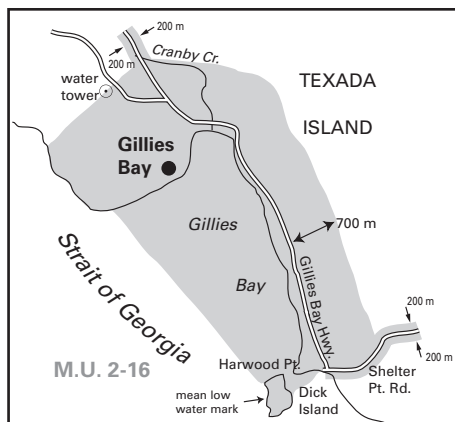 200 m
200 m
Cranby Cr.
water
tower
TEXADA
ISLAND
Gillies
Bay
Gillies
Bay
700 m
Gillies Bay Hwy.
Strait of Georgia
200 m
200 m
M.U. 2-16
Harwood Pt.
Shelter
Pt. Rd.
mean low
water mark
Dick
Island